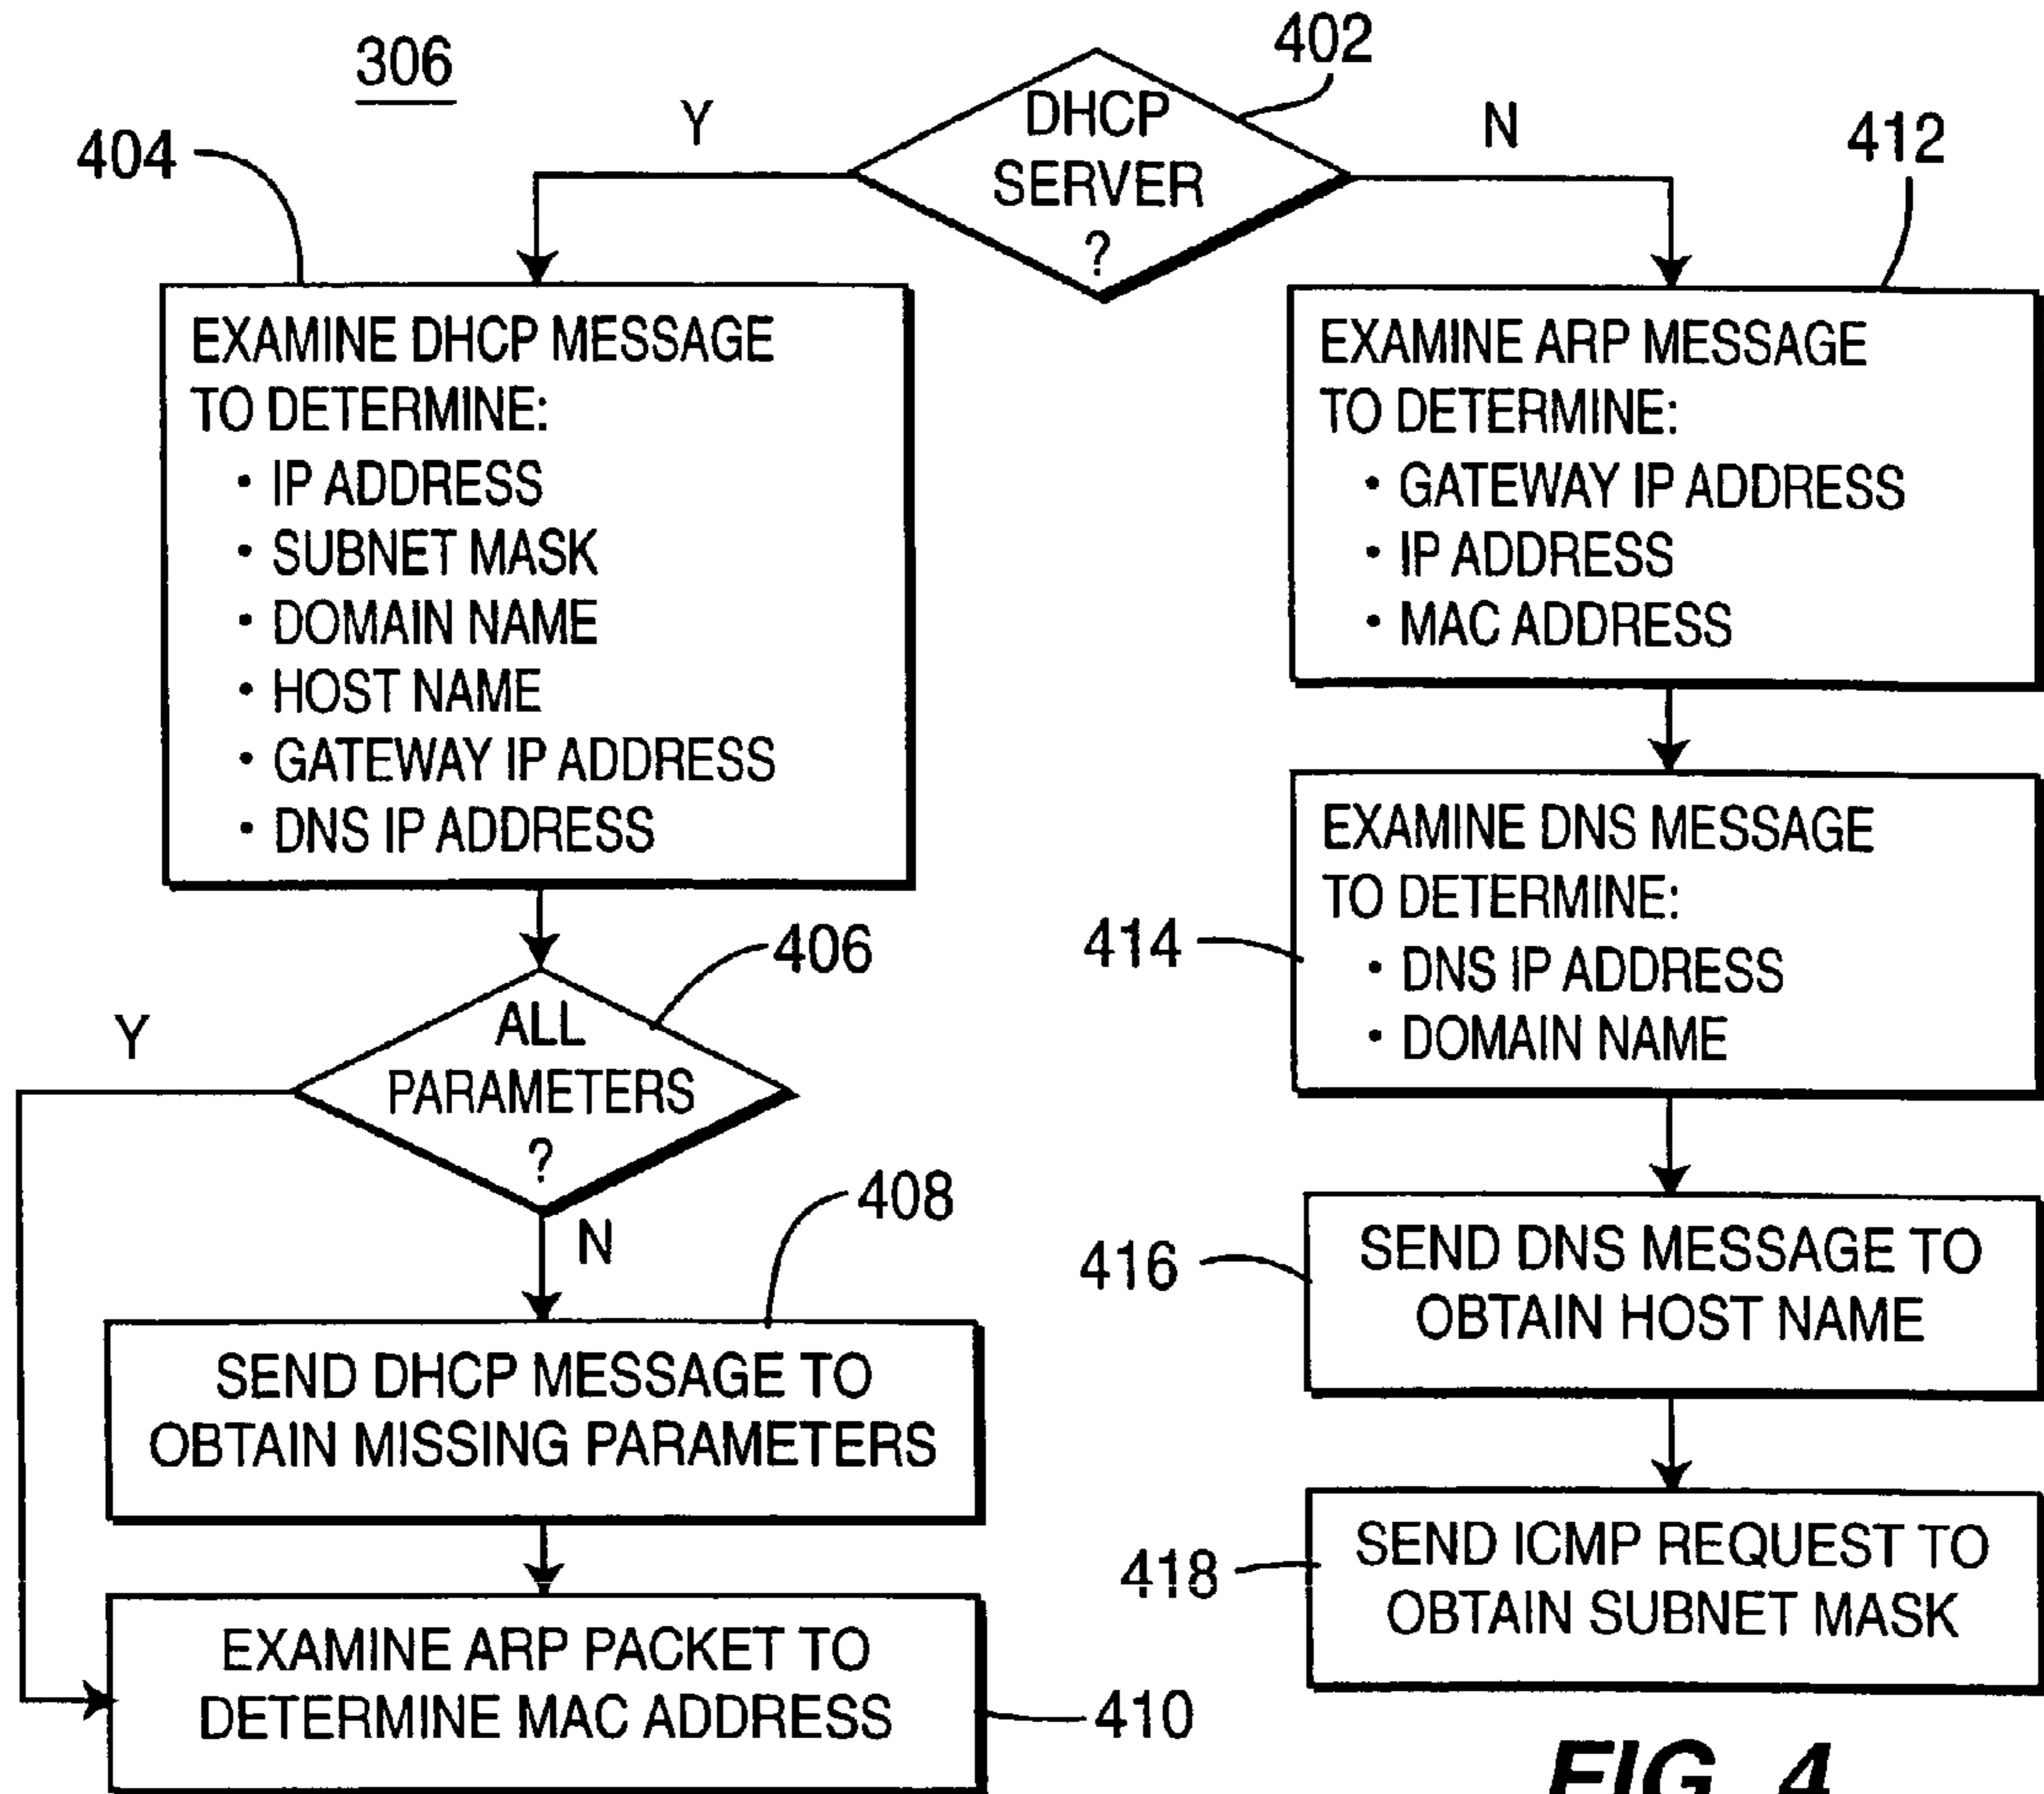 306
402
DHCP
SERVER
?
Y
N
404
412
EXAMINE DHCP MESSAGE
TO DETERMINE:
• IP ADDRESS
• SUBNET MASK
• DOMAIN NAME
• HOST NAME
• GATEWAY IP ADDRESS
• DNS IP ADDRESS
406
ALL
PARAMETERS
?
Y
N
408
SEND DHCP MESSAGE TO
OBTAIN MISSING PARAMETERS
EXAMINE ARP PACKET TO
DETERMINE MAC ADDRESS
410
EXAMINE ARP MESSAGE
TO DETERMINE:
• GATEWAY IP ADDRESS
• IP ADDRESS
• MAC ADDRESS
414
EXAMINE DNS MESSAGE
TO DETERMINE:
• DNS IP ADDRESS
• DOMAIN NAME
416
SEND DNS MESSAGE TO
OBTAIN HOST NAME
418
SEND ICMP REQUEST TO
OBTAIN SUBNET MASK
FIG. 4